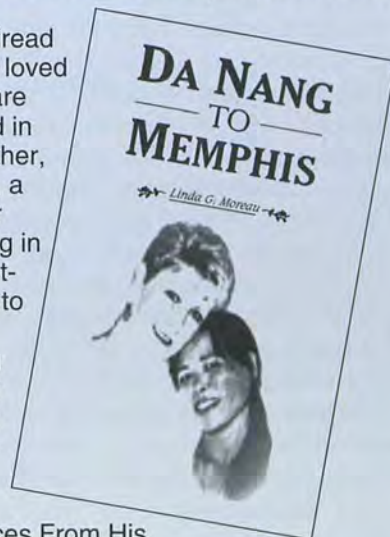 read
loved
are
d in
her,
a
g in
t-
to
DA NANG
TO
MEMPHIS
Linda G. Moreau
ces From His